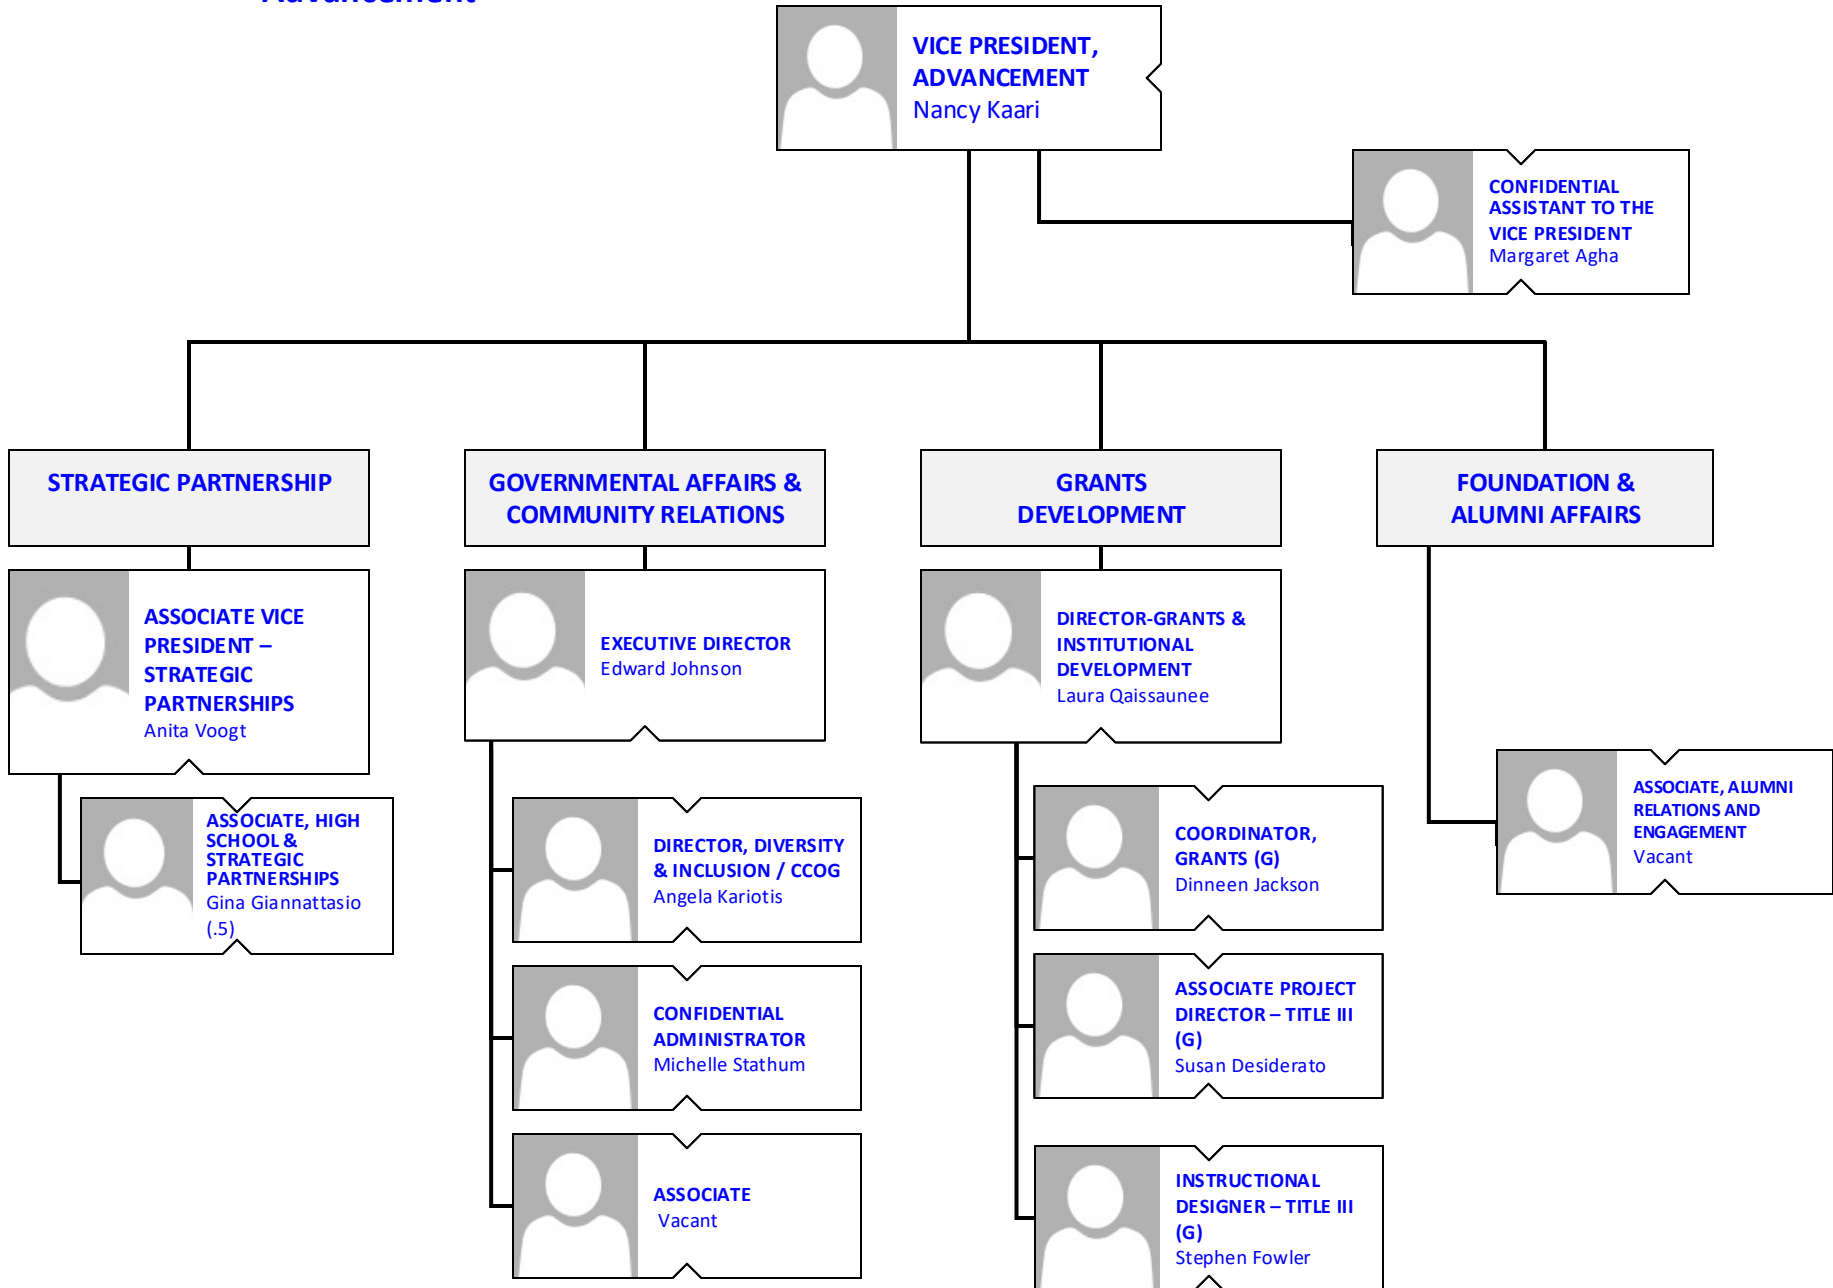 Advancement
VICE PRESIDENT,
ADVANCEMENT
Nancy Kaari
CONFIDENTIAL
ASSISTANT TO THE
VICE PRESIDENT
Margaret Agha
STRATEGIC PARTNERSHIP
ASSOCIATE VICE
PRESIDENT –
STRATEGIC
PARTNERSHIPS
Anita Voogt
ASSOCIATE, HIGH
SCHOOL &
STRATEGIC
PARTNERSHIPS
Gina Giannattasio
(.5)
GOVERNMENTAL AFFAIRS &
COMMUNITY RELATIONS
EXECUTIVE DIRECTOR
Edward Johnson
DIRECTOR, DIVERSITY
& INCLUSION / CCOG
Angela Kariotis
CONFIDENTIAL
ADMINISTRATOR
Michelle Stathum
ASSOCIATE
Vacant
GRANTS
DEVELOPMENT
DIRECTOR-GRANTS &
INSTITUTIONAL
DEVELOPMENT
Laura Qaissaunee
COORDINATOR,
GRANTS (G)
Dinneen Jackson
ASSOCIATE PROJECT
DIRECTOR – TITLE III
(G)
Susan Desiderato
INSTRUCTIONAL
DESIGNER – TITLE III
(G)
Stephen Fowler
FOUNDATION &
ALUMNI AFFAIRS
ASSOCIATE, ALUMNI
RELATIONS AND
ENGAGEMENT
Vacant